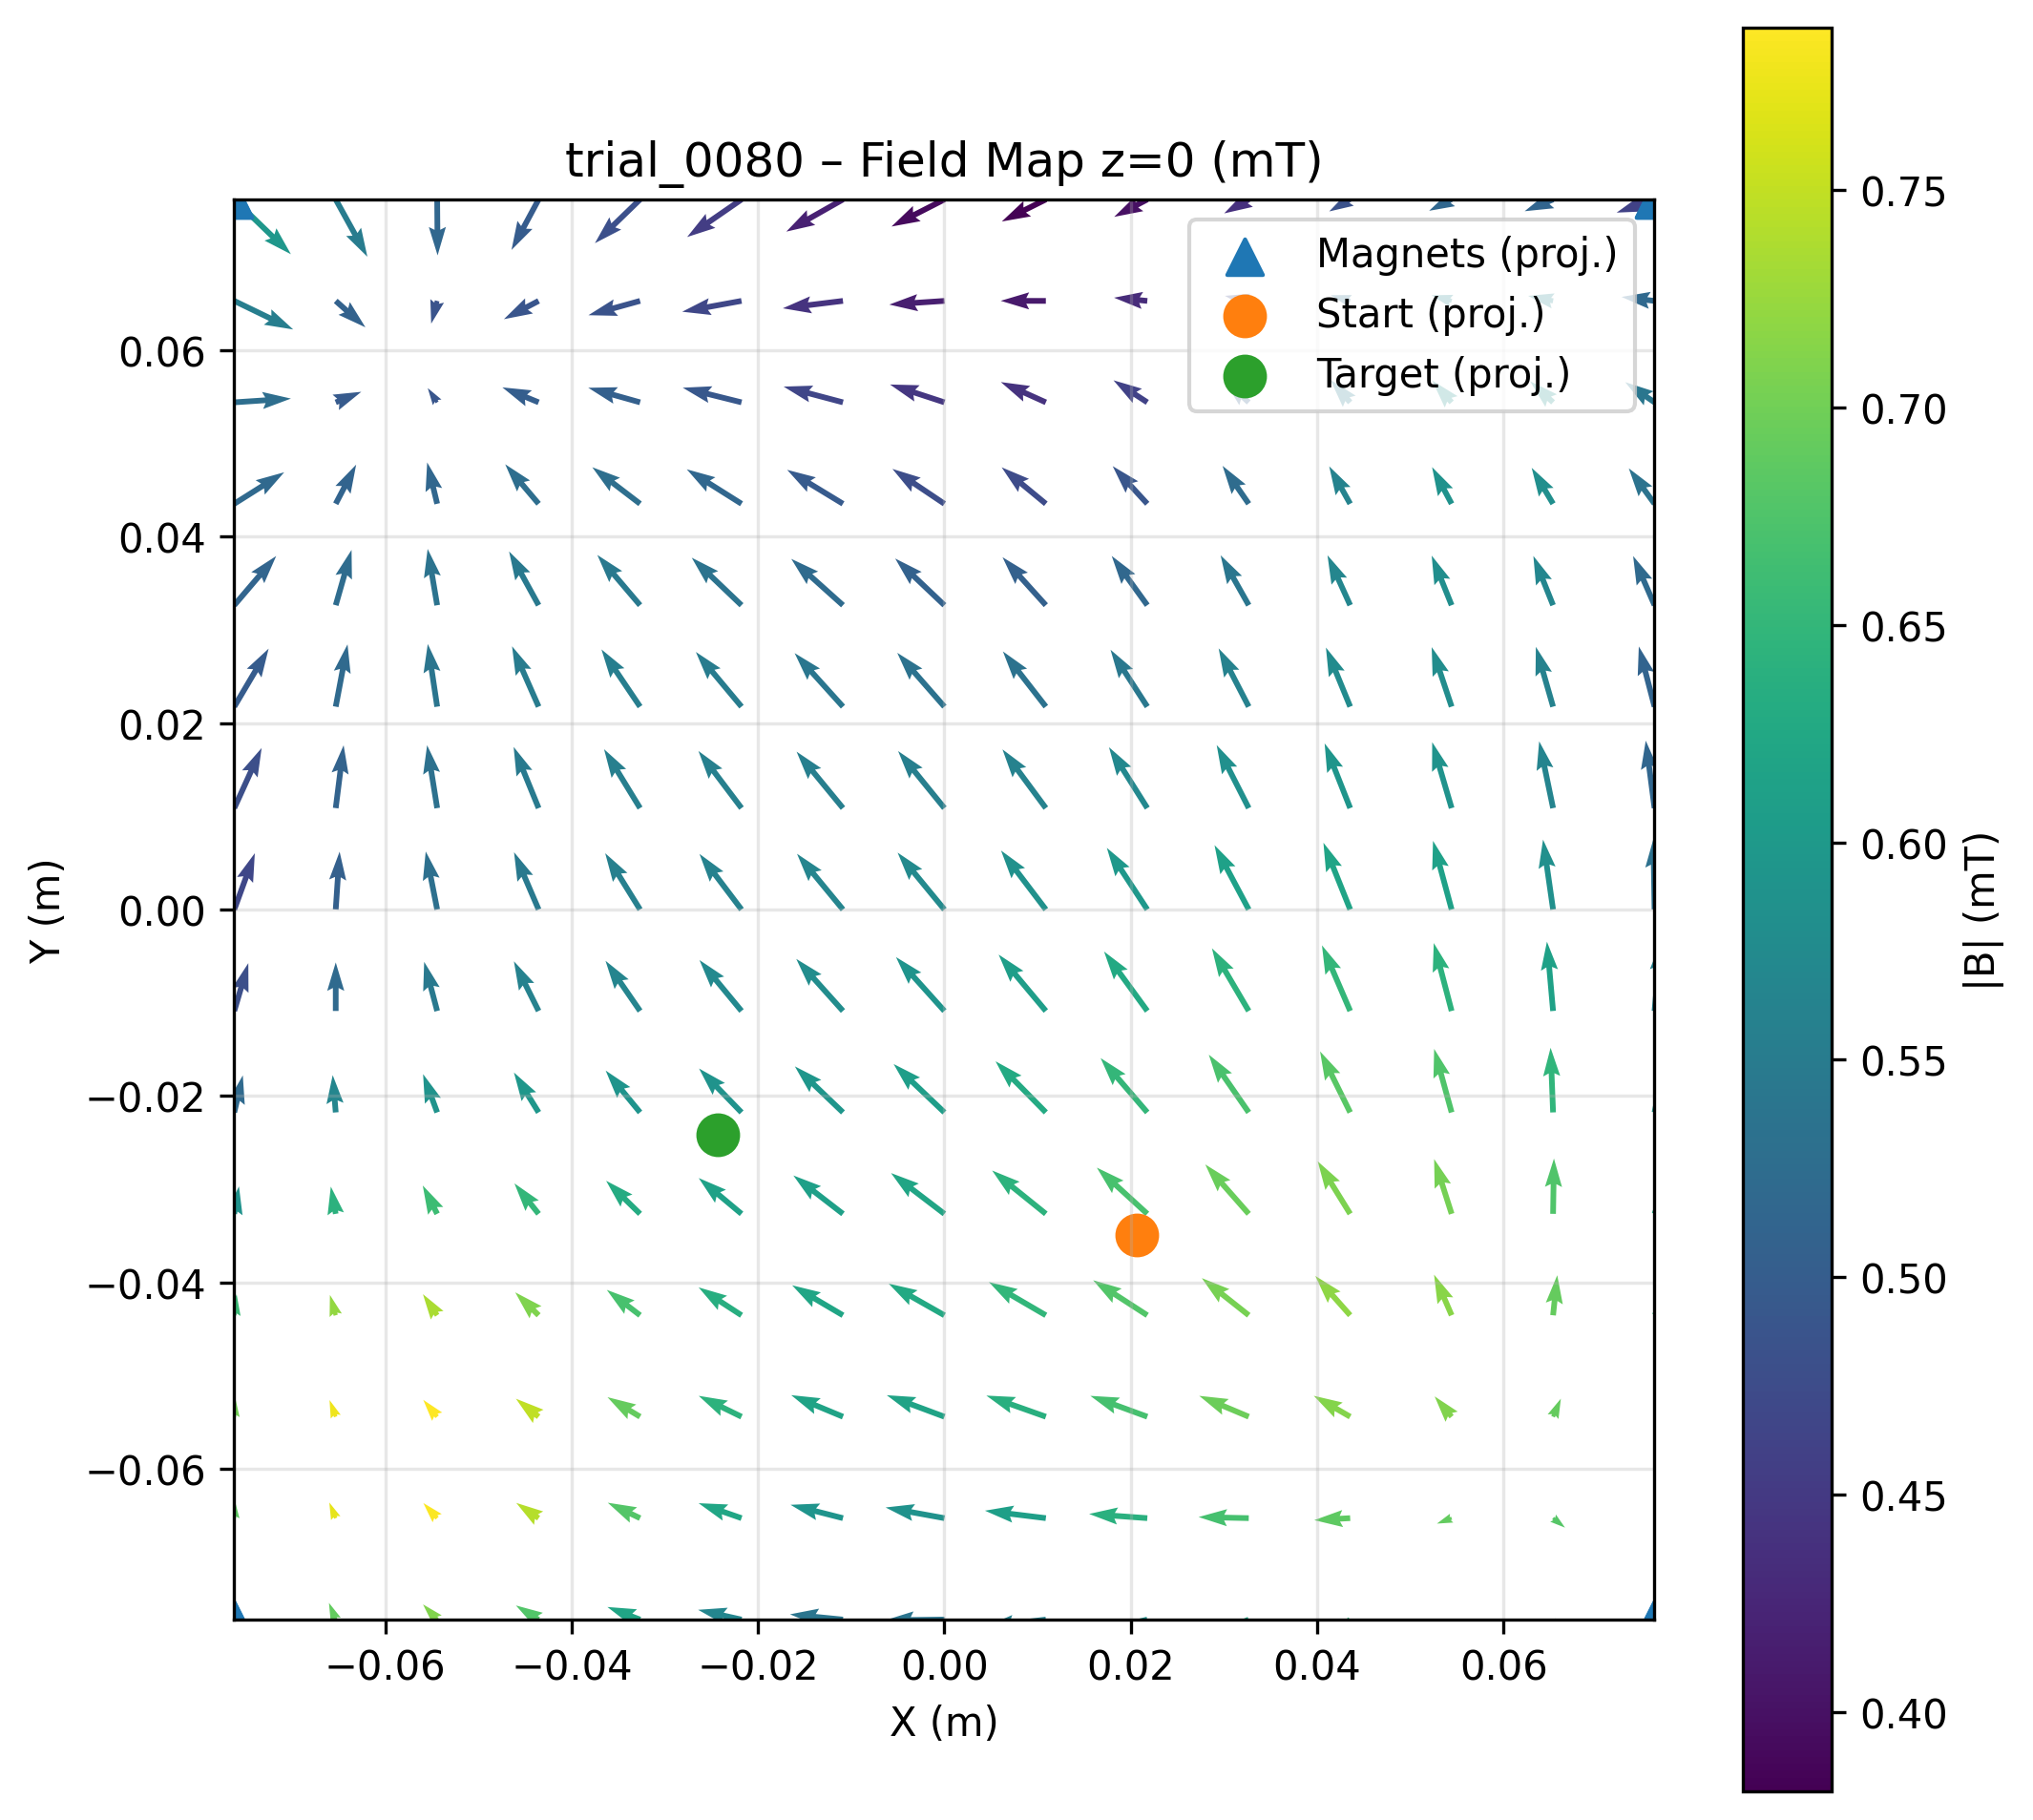 trial_0080 – Field Map z=0 (mT)
Magnets (proj.)
Start (proj.)
Target (proj.)
0.06
0.04
0.02
0.00
−0.02
−0.04
−0.06
Y (m)
−0.06 −0.04 −0.02 0.00 0.02 0.04 0.06
X (m)
0.75
0.70
0.65
0.60
0.55
0.50
0.45
0.40
|B| (mT)